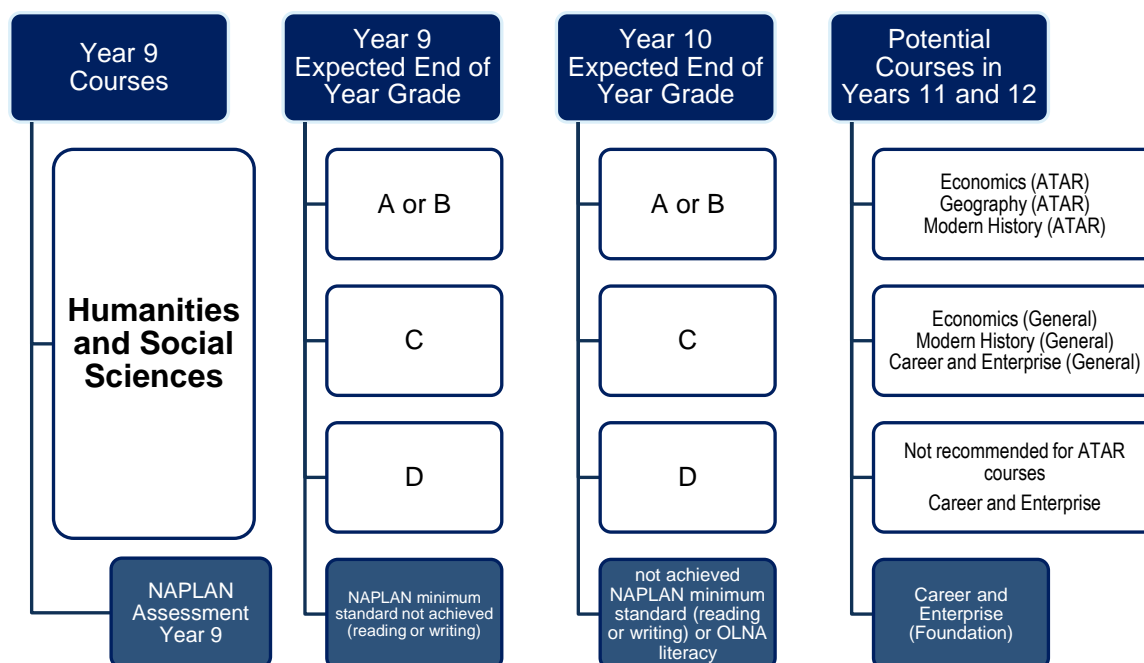 Year 9
Courses
Humanities
and Social
Sciences
NAPLAN
Assessment
Year 9
Year 9
Expected End of
Year Grade
A or B
C
D
NAPLAN minimum
standard not achieved
(reading or writing)
Year 10
Expected End of
Year Grade
A or B
C
D
not achieved
NAPLAN minimum
standard (reading
or writing) or OLNA
literacy
Potential
Courses in
Years 11 and 12
Economics (ATAR)
Geography (ATAR)
Modern History (ATAR)
Economics (General)
Modern History (General)
Career and Enterprise (General)
Not recommended for ATAR
courses
Career and Enterprise
Career and
Enterprise
(Foundation)